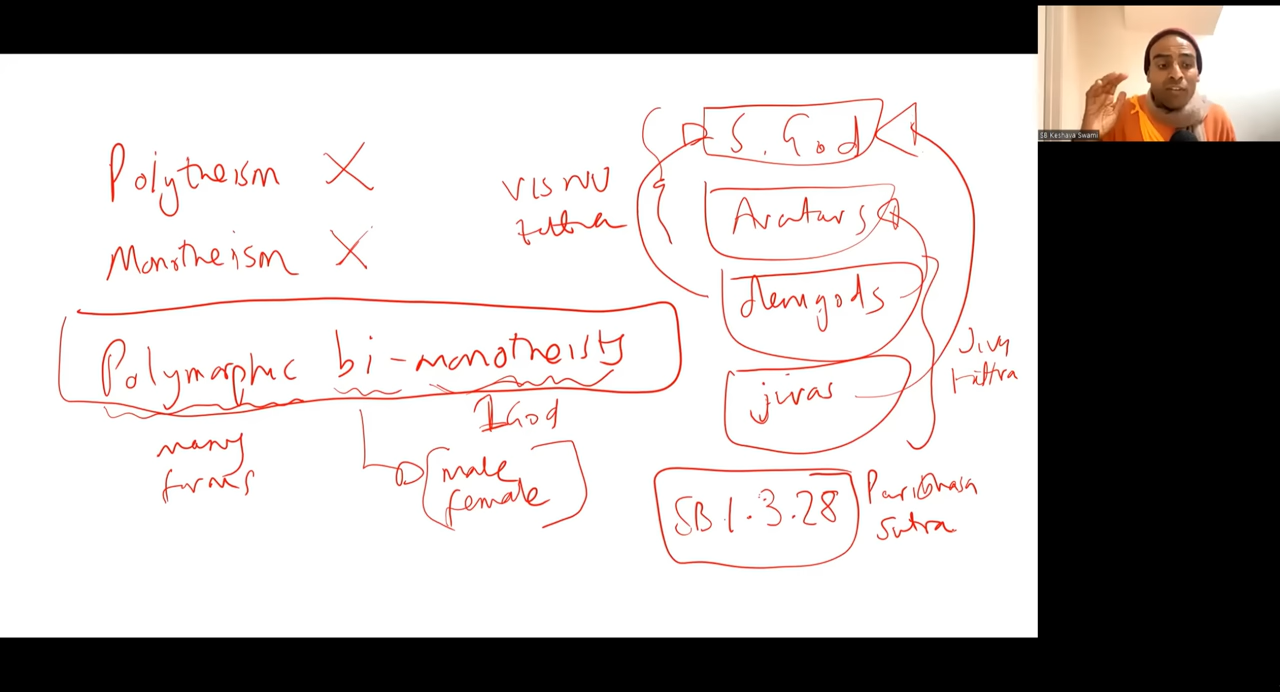 Polytheism X
Monotheism X
Polymorphic bi-monotheists
many
forms
1 God
male
female
S. God
VISNU
tattva
Avatars
demigods
jivas
Jiva
tattva
SB 1.3.28
Paribhasa
sutra
SB Keshava Swami